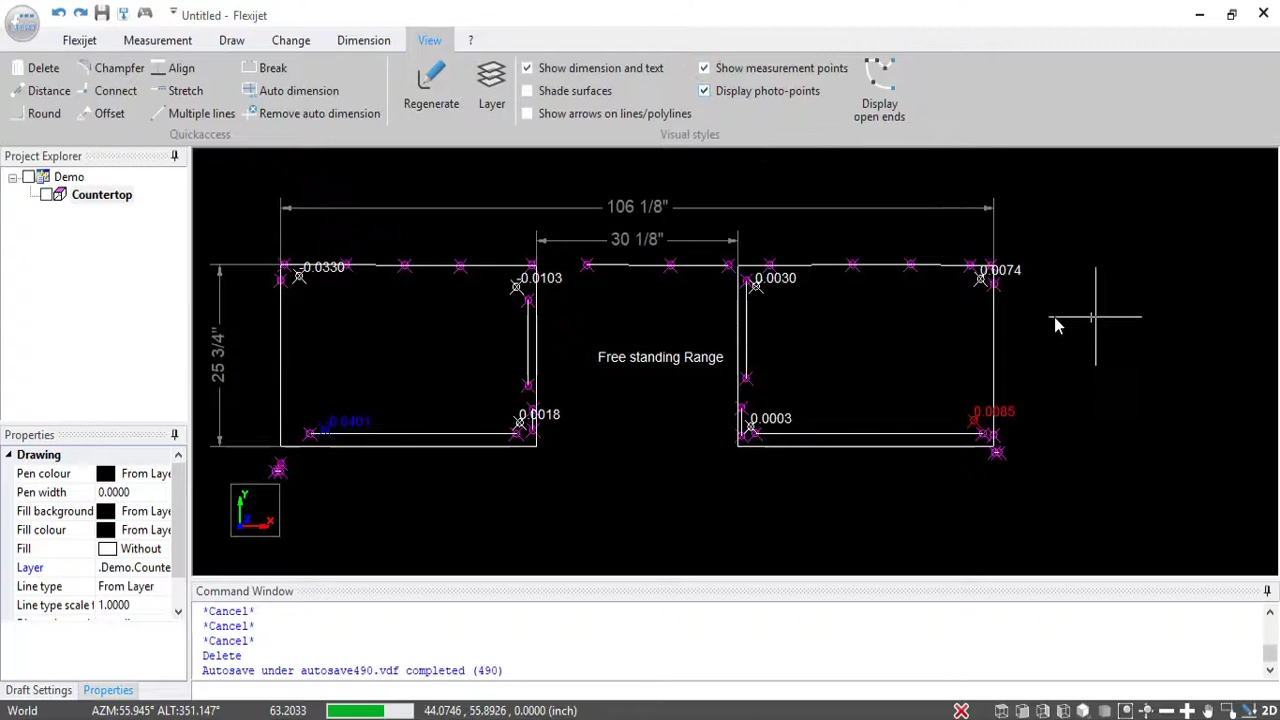 Untitled - Flexijet
Flexijet Measurement Draw Change Dimension View ?
Delete Champfer Align Break
Distance Connect Stretch Auto dimension
Round Offset Multiple lines Remove auto dimension
Quickaccess
Regenerate
Layer
Show dimension and text Show measurement points
Shade surfaces Display photo-points
Show arrows on lines/polylines
Visual styles
Display
open ends
Project Explorer
Demo
Countertop
Properties
Drawing
Pen colour From Laye
Pen width 0.0000
Fill background From Laye
Fill colour From Laye
Fill Without
Layer .Demo.Counte
Line type From Layer
Line type scale f 1.0000
Draft Settings Properties
106 1/8"
30 1/8"
25 3/4"
-0.0330
-0.0103
0.0030
0.0074
Free standing Range
-0.0401
0.0018
0.0003
0.0085
Y
X
Z
Command Window
*Cancel*
*Cancel*
*Cancel*
Delete
Autosave under autosave490.vdf completed (490)
World AZM:55.945° ALT:351.147° 63.2033 44.0746, 55.8926, 0.0000 (inch) 2D